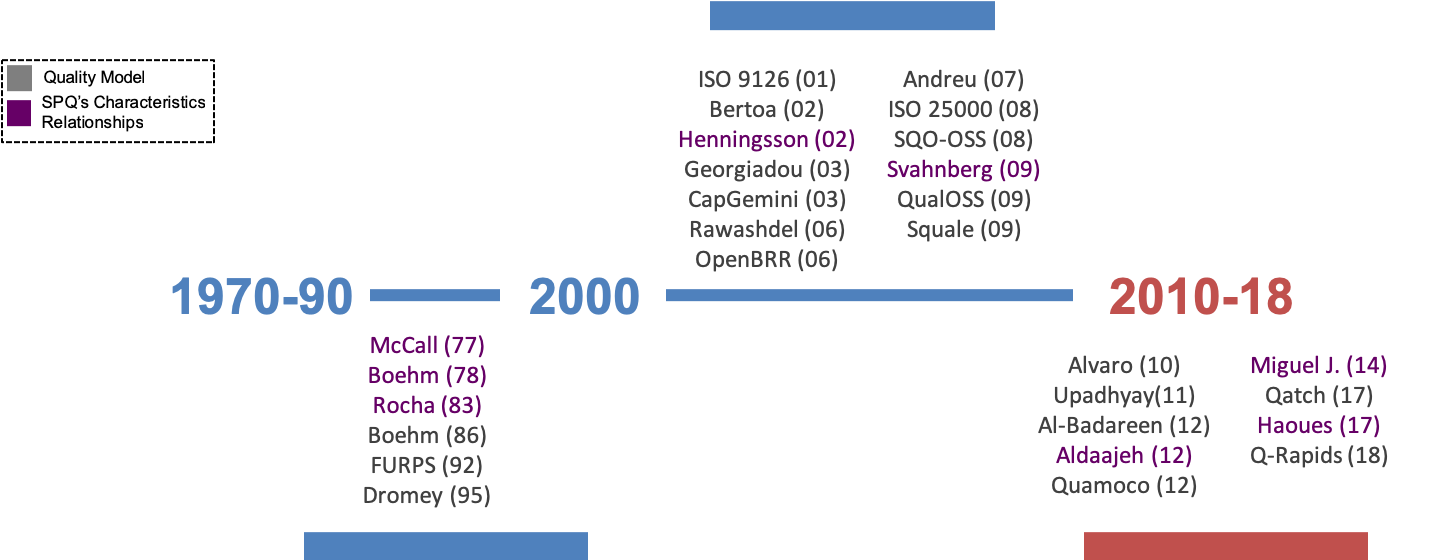 Quality Model
SPQ's Characteristics
Relationships
ISO 9126 (01)
Bertoa (02)
Henningsson (02)
Georgiadou (03)
CapGemini (03)
Rawashdel (06)
OpenBRR (06)
Andreu (07)
ISO 25000 (08)
SQO-OSS (08)
Svahnberg (09)
QualOSS (09)
Squale (09)
1970-90
2000
2010-18
McCall (77)
Boehm (78)
Rocha (83)
Boehm (86)
FURPS (92)
Dromey (95)
Alvaro (10)
Upadhyay(11)
Al-Badareen (12)
Aldaajeh (12)
Quamoco (12)
Miguel J. (14)
Qatch (17)
Haoues (17)
Q-Rapids (18)